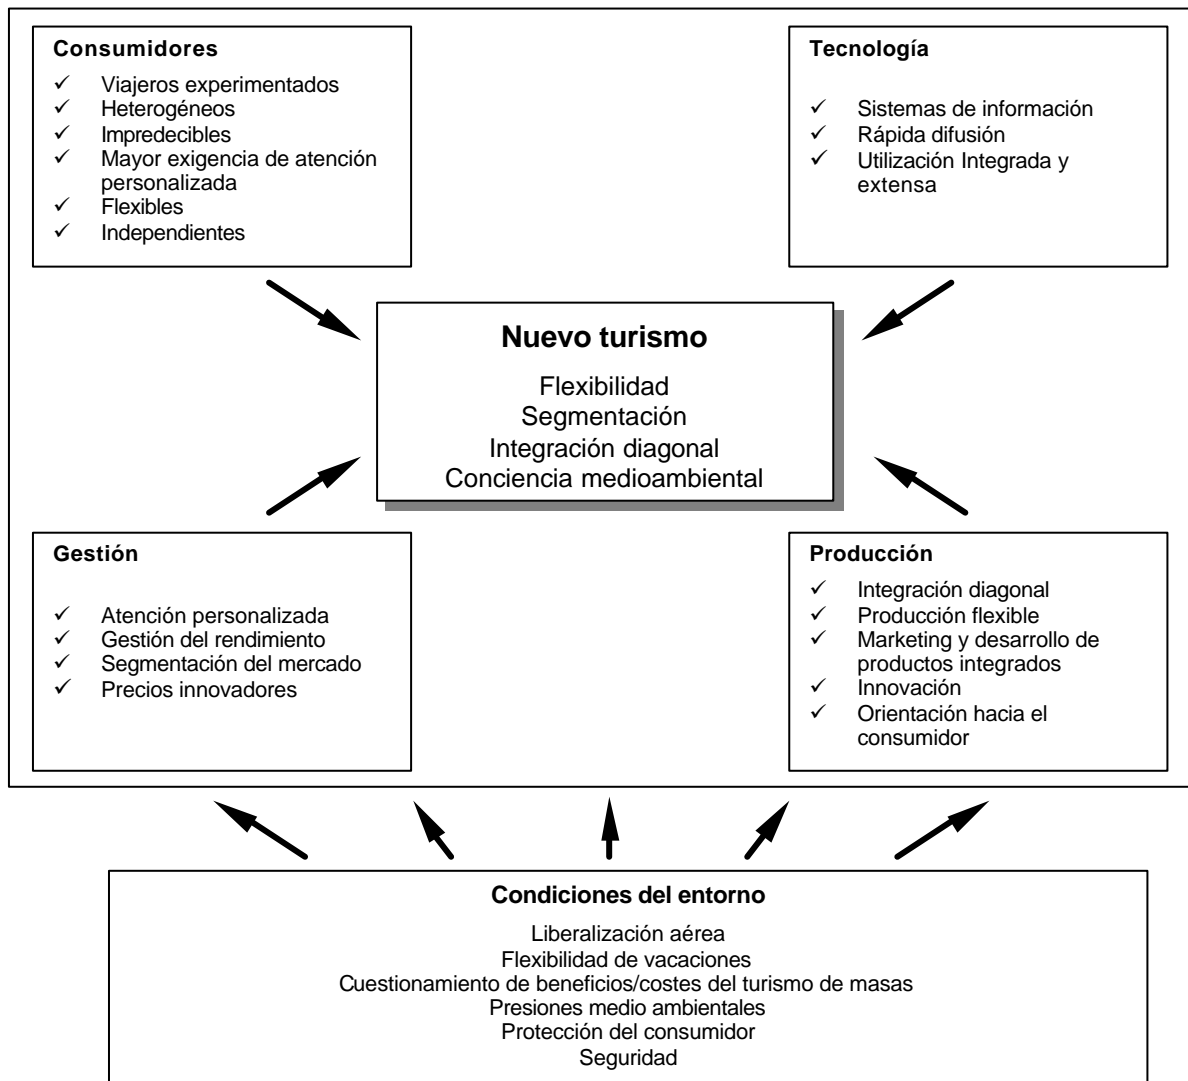 Consumidores
✓ Viajeros experimentados
✓ Heterogéneos
✓ Impredecibles
✓ Mayor exigencia de atención
personalizada
✓ Flexibles
✓ Independientes
Tecnología
✓ Sistemas de información
✓ Rápida difusión
✓ Utilización Integrada y
extensa
Nuevo turismo
Flexibilidad
Segmentación
Integración diagonal
Conciencia medioambiental
Gestión
✓ Atención personalizada
✓ Gestión del rendimiento
✓ Segmentación del mercado
✓ Precios innovadores
Producción
✓ Integración diagonal
✓ Producción flexible
✓ Marketing y desarrollo de
productos integrados
✓ Innovación
✓ Orientación hacia el
consumidor
Condiciones del entorno
Liberalización aérea
Flexibilidad de vacaciones
Cuestionamiento de beneficios/costes del turismo de masas
Presiones medio ambientales
Protección del consumidor
Seguridad